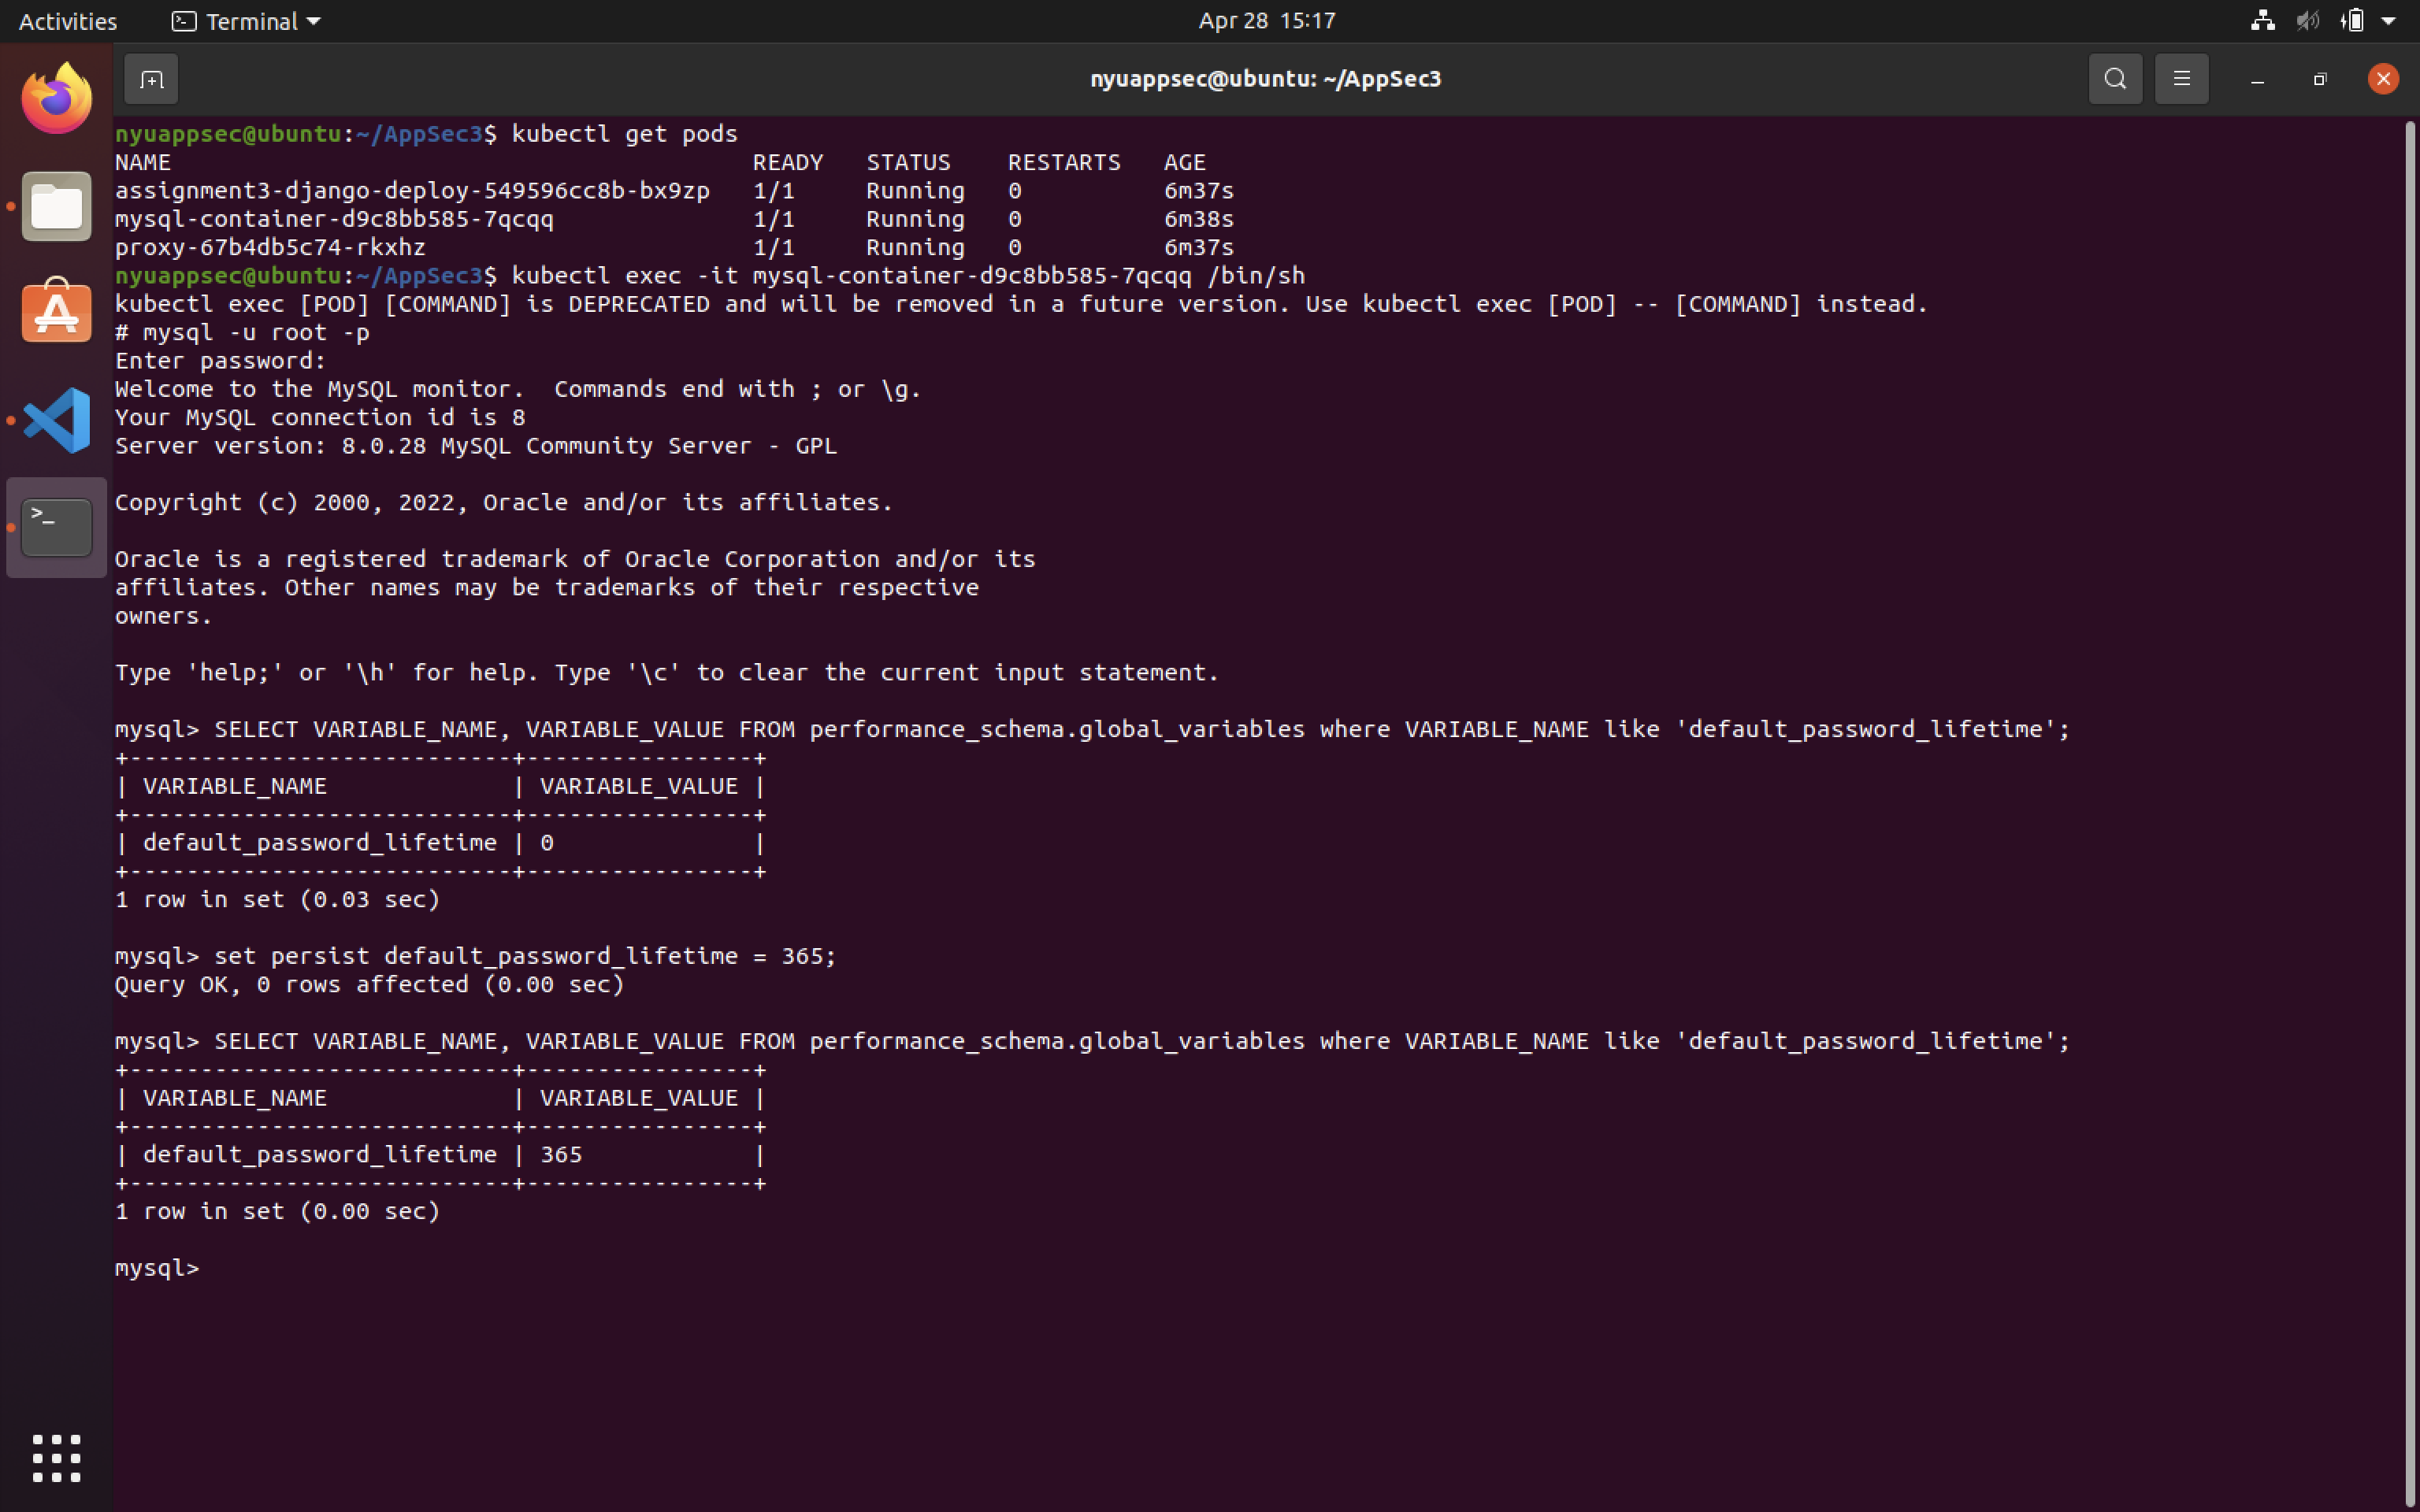 Activities Terminal Apr 28 15:17
nyuappsec@ubuntu: ~/AppSec3
nyuappsec@ubuntu:~/AppSec3$ kubectl get pods
NAME                                         READY   STATUS    RESTARTS   AGE
assignment3-django-deploy-549596cc8b-bx9zp   1/1     Running   0          6m37s
mysql-container-d9c8bb585-7qcqq              1/1     Running   0          6m38s
proxy-67b4db5c74-rkxhz                       1/1     Running   0          6m37s
nyuappsec@ubuntu:~/AppSec3$ kubectl exec -it mysql-container-d9c8bb585-7qcqq /bin/sh
kubectl exec [POD] [COMMAND] is DEPRECATED and will be removed in a future version. Use kubectl exec [POD] -- [COMMAND] instead.
# mysql -u root -p
Enter password:
Welcome to the MySQL monitor.  Commands end with ; or \g.
Your MySQL connection id is 8
Server version: 8.0.28 MySQL Community Server - GPL
Copyright (c) 2000, 2022, Oracle and/or its affiliates.
Oracle is a registered trademark of Oracle Corporation and/or its
affiliates. Other names may be trademarks of their respective
owners.
Type 'help;' or '\h' for help. Type '\c' to clear the current input statement.
mysql> SELECT VARIABLE_NAME, VARIABLE_VALUE FROM performance_schema.global_variables where VARIABLE_NAME like 'default_password_lifetime';
+---------------------------+----------------+
| VARIABLE_NAME             | VARIABLE_VALUE |
+---------------------------+----------------+
| default_password_lifetime | 0              |
+---------------------------+----------------+
1 row in set (0.03 sec)
mysql> set persist default_password_lifetime = 365;
Query OK, 0 rows affected (0.00 sec)
mysql> SELECT VARIABLE_NAME, VARIABLE_VALUE FROM performance_schema.global_variables where VARIABLE_NAME like 'default_password_lifetime';
+---------------------------+----------------+
| VARIABLE_NAME             | VARIABLE_VALUE |
+---------------------------+----------------+
| default_password_lifetime | 365            |
+---------------------------+----------------+
1 row in set (0.00 sec)
mysql>